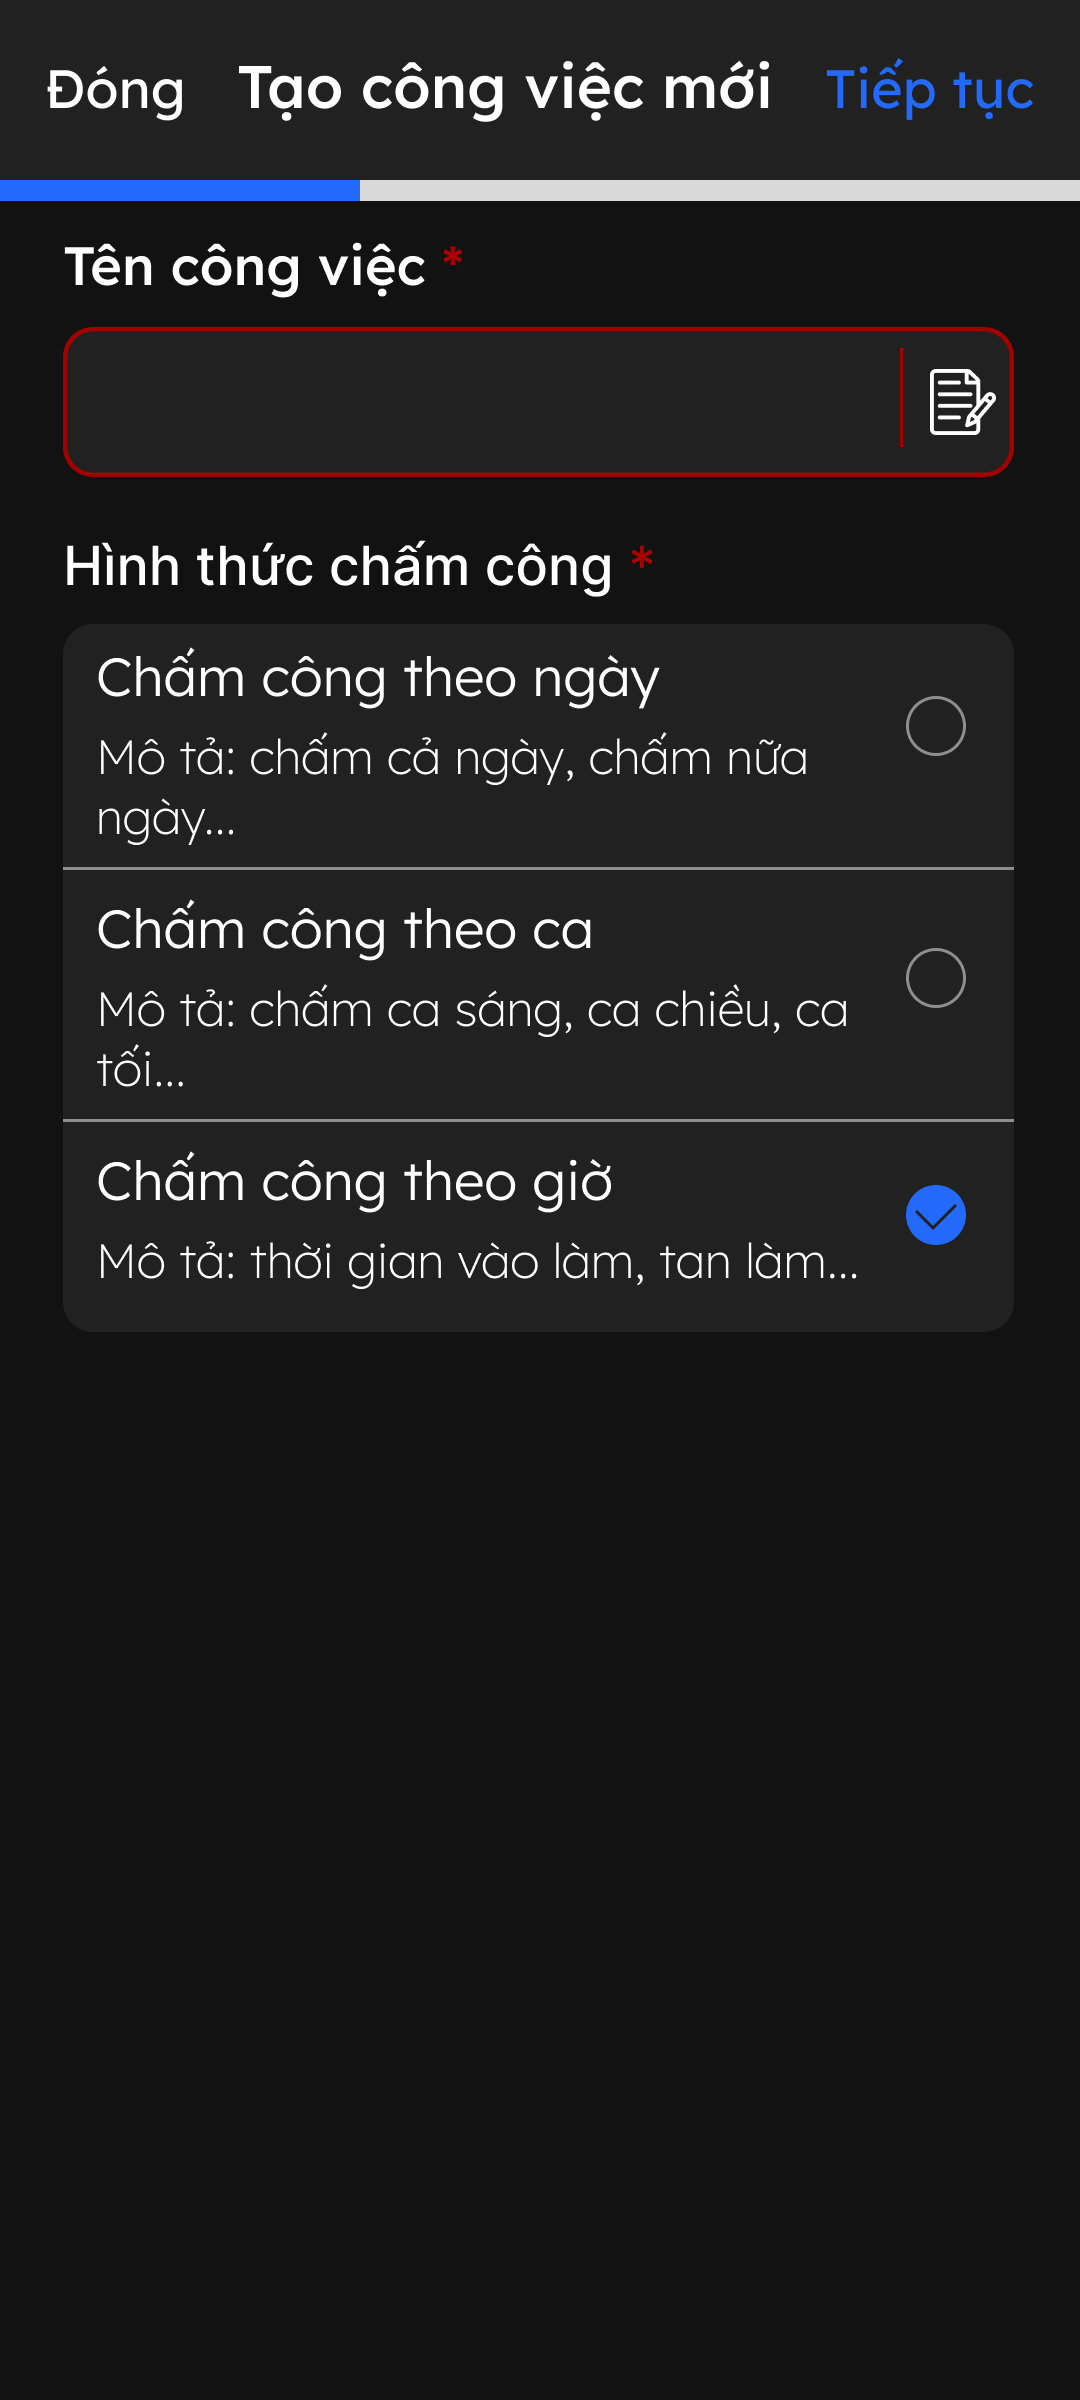 Đóng Tạo công việc mới Tiếp tục
Tên công việc *
Hình thức chấm công *
Chấm công theo ngày
Mô tả: chấm cả ngày, chấm nữa
ngày...
Chấm công theo ca
Mô tả: chấm ca sáng, ca chiều, ca
tối...
Chấm công theo giờ
Mô tả: thời gian vào làm, tan làm...